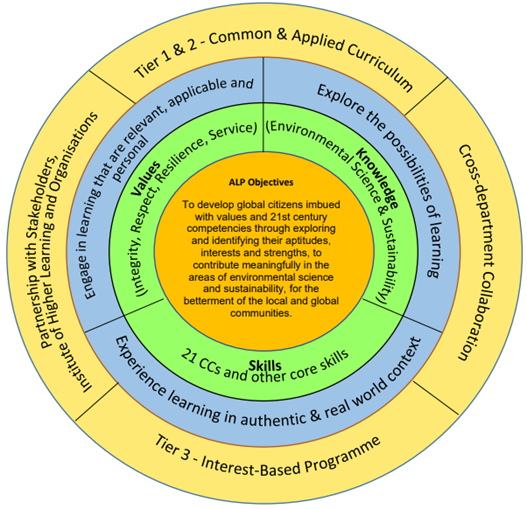 Tier 1 & 2 - Common & Applied Curriculum
Cross-department Collaboration
Tier 3 - Interest-Based Programme
Partnership with Stakeholders,
Institute of Higher Learning and Organisations
Engage in learning that are relevant, applicable and
personal
Explore the possibilities of learning
Experience learning in authentic & real world context
Values
(Integrity, Respect, Resilience, Service)
Knowledge
(Environmental Science & Sustainability)
Skills
21 CCs and other core skills
ALP Objectives
To develop global citizens imbued
with values and 21st century
competencies through exploring
and identifying their aptitudes,
interests and strengths, to
contribute meaningfully in the
areas of environmental science
and sustainability, for the
betterment of the local and global
communities.